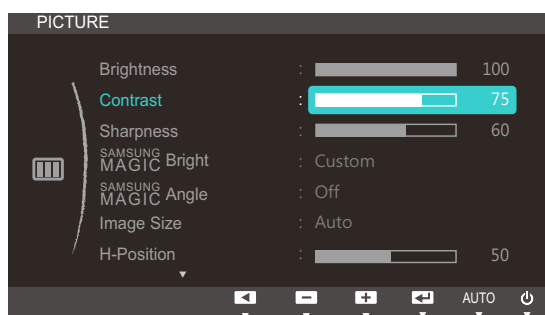 PICTURE
Brightness : 100
Contrast : 75
Sharpness : 60
SAMSUNG MAGIC Bright : Custom
SAMSUNG MAGIC Angle : Off
Image Size : Auto
H-Position : 50
AUTO